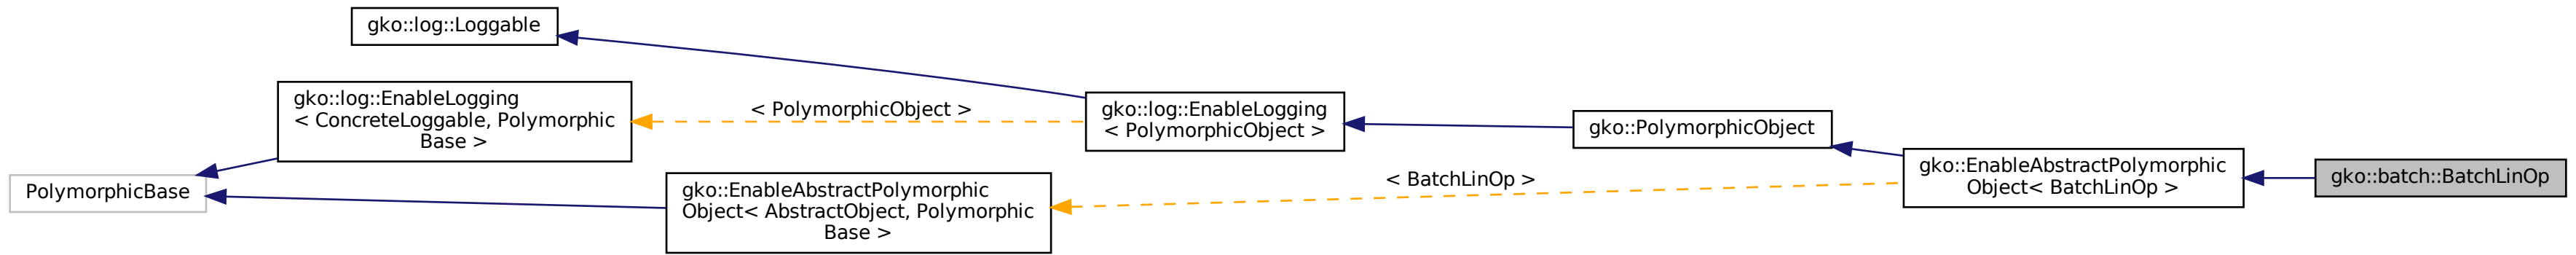 gko::log::Loggable
gko::log::EnableLogging
< ConcreteLoggable, Polymorphic
Base >
< PolymorphicObject >
gko::log::EnableLogging
< PolymorphicObject >
gko::PolymorphicObject
PolymorphicBase
gko::EnableAbstractPolymorphic
Object< AbstractObject, Polymorphic
Base >
< BatchLinOp >
gko::EnableAbstractPolymorphic
Object< BatchLinOp >
gko::batch::BatchLinOp